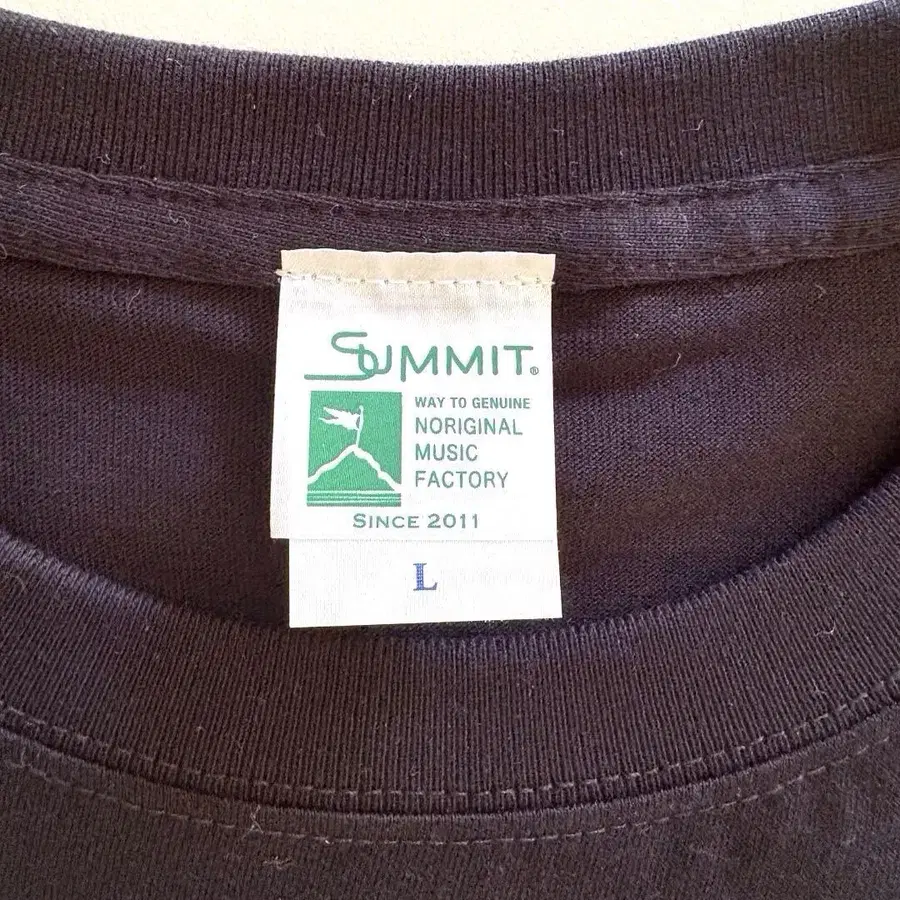 SUMMIT®
WAY TO GENUINE
NORIGINAL
MUSIC
FACTORY
SINCE 2011
L